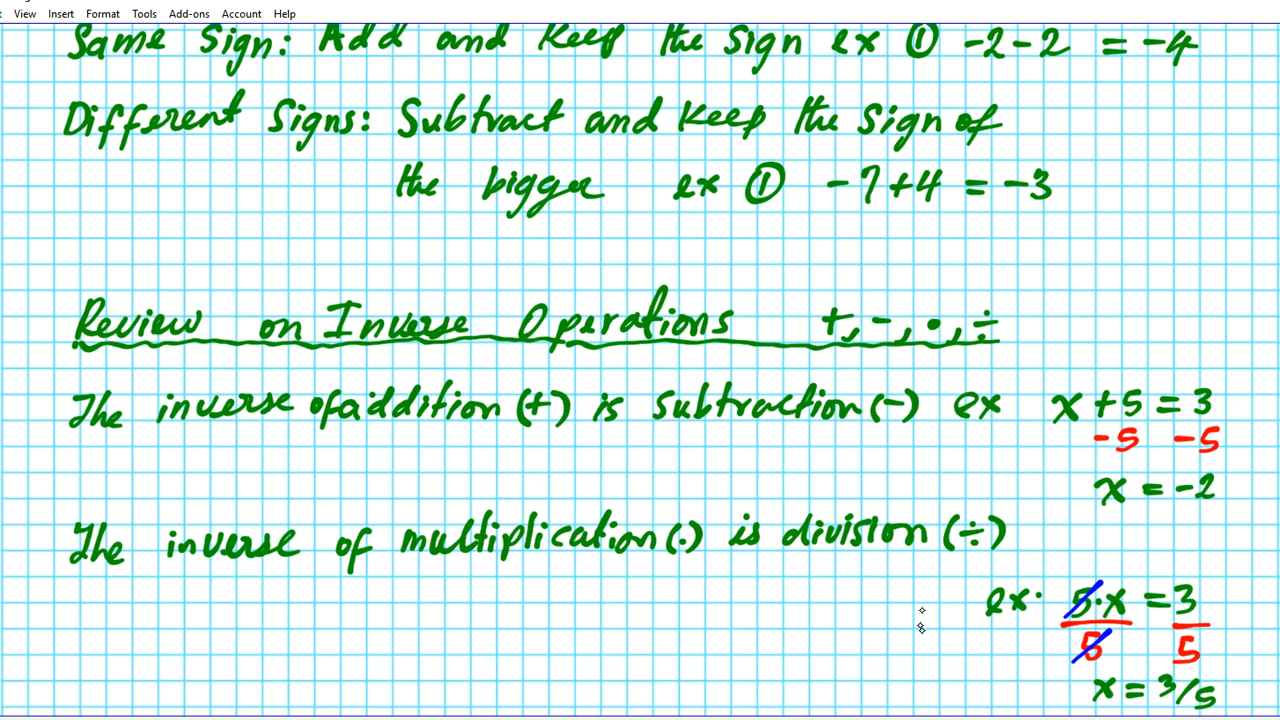 View Insert Format Tools Add-ons Account Help
Same Sign: Add and Keep the Sign ex ① -2-2 = -4
Different Signs: Subtract and Keep the Sign of
the bigger ex ① -7+4 = -3
Review on Inverse Operations +, -, •, ÷
The inverse of addition (+) is subtraction (-) ex x + 5 = 3
-5 -5
x = -2
The inverse of multiplication (·) is division (÷)
ex. 5·x = 3
5 5
x = 3/5